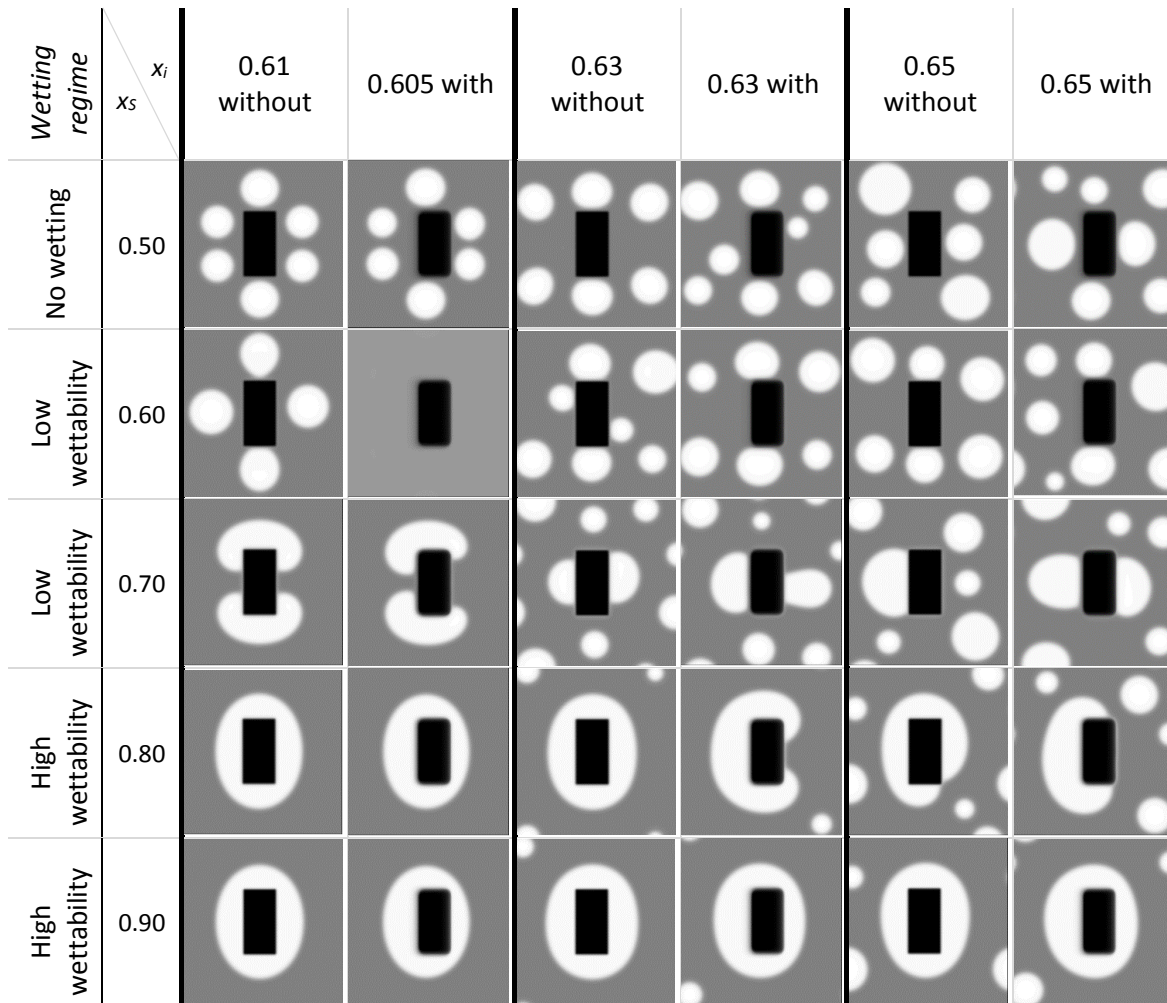 Wetting
regime
xS
xi
0.61
without
0.605 with
0.63
without
0.63 with
0.65
without
0.65 with
No wetting
0.50
Low
wettability
0.60
Low
wettability
0.70
High
wettability
0.80
High
wettability
0.90